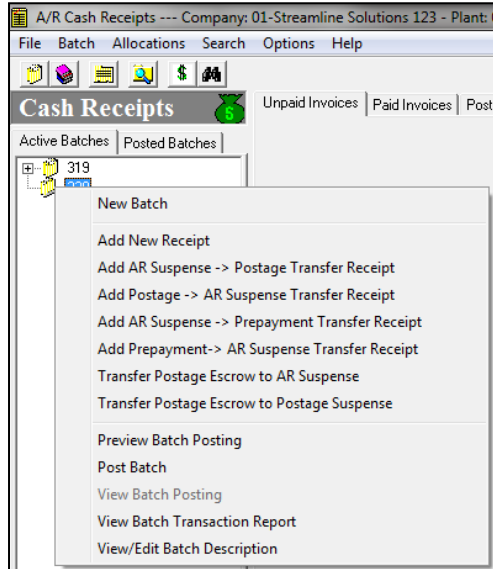 A/R Cash Receipts --- Company: 01-Streamline Solutions 123 - Plant:
File Batch Allocations Search Options Help
Cash Receipts
Unpaid Invoices Paid Invoices Post
Active Batches Posted Batches
319
New Batch
Add New Receipt
Add AR Suspense -> Postage Transfer Receipt
Add Postage -> AR Suspense Transfer Receipt
Add AR Suspense -> Prepayment Transfer Receipt
Add Prepayment-> AR Suspense Transfer Receipt
Transfer Postage Escrow to AR Suspense
Transfer Postage Escrow to Postage Suspense
Preview Batch Posting
Post Batch
View Batch Posting
View Batch Transaction Report
View/Edit Batch Description